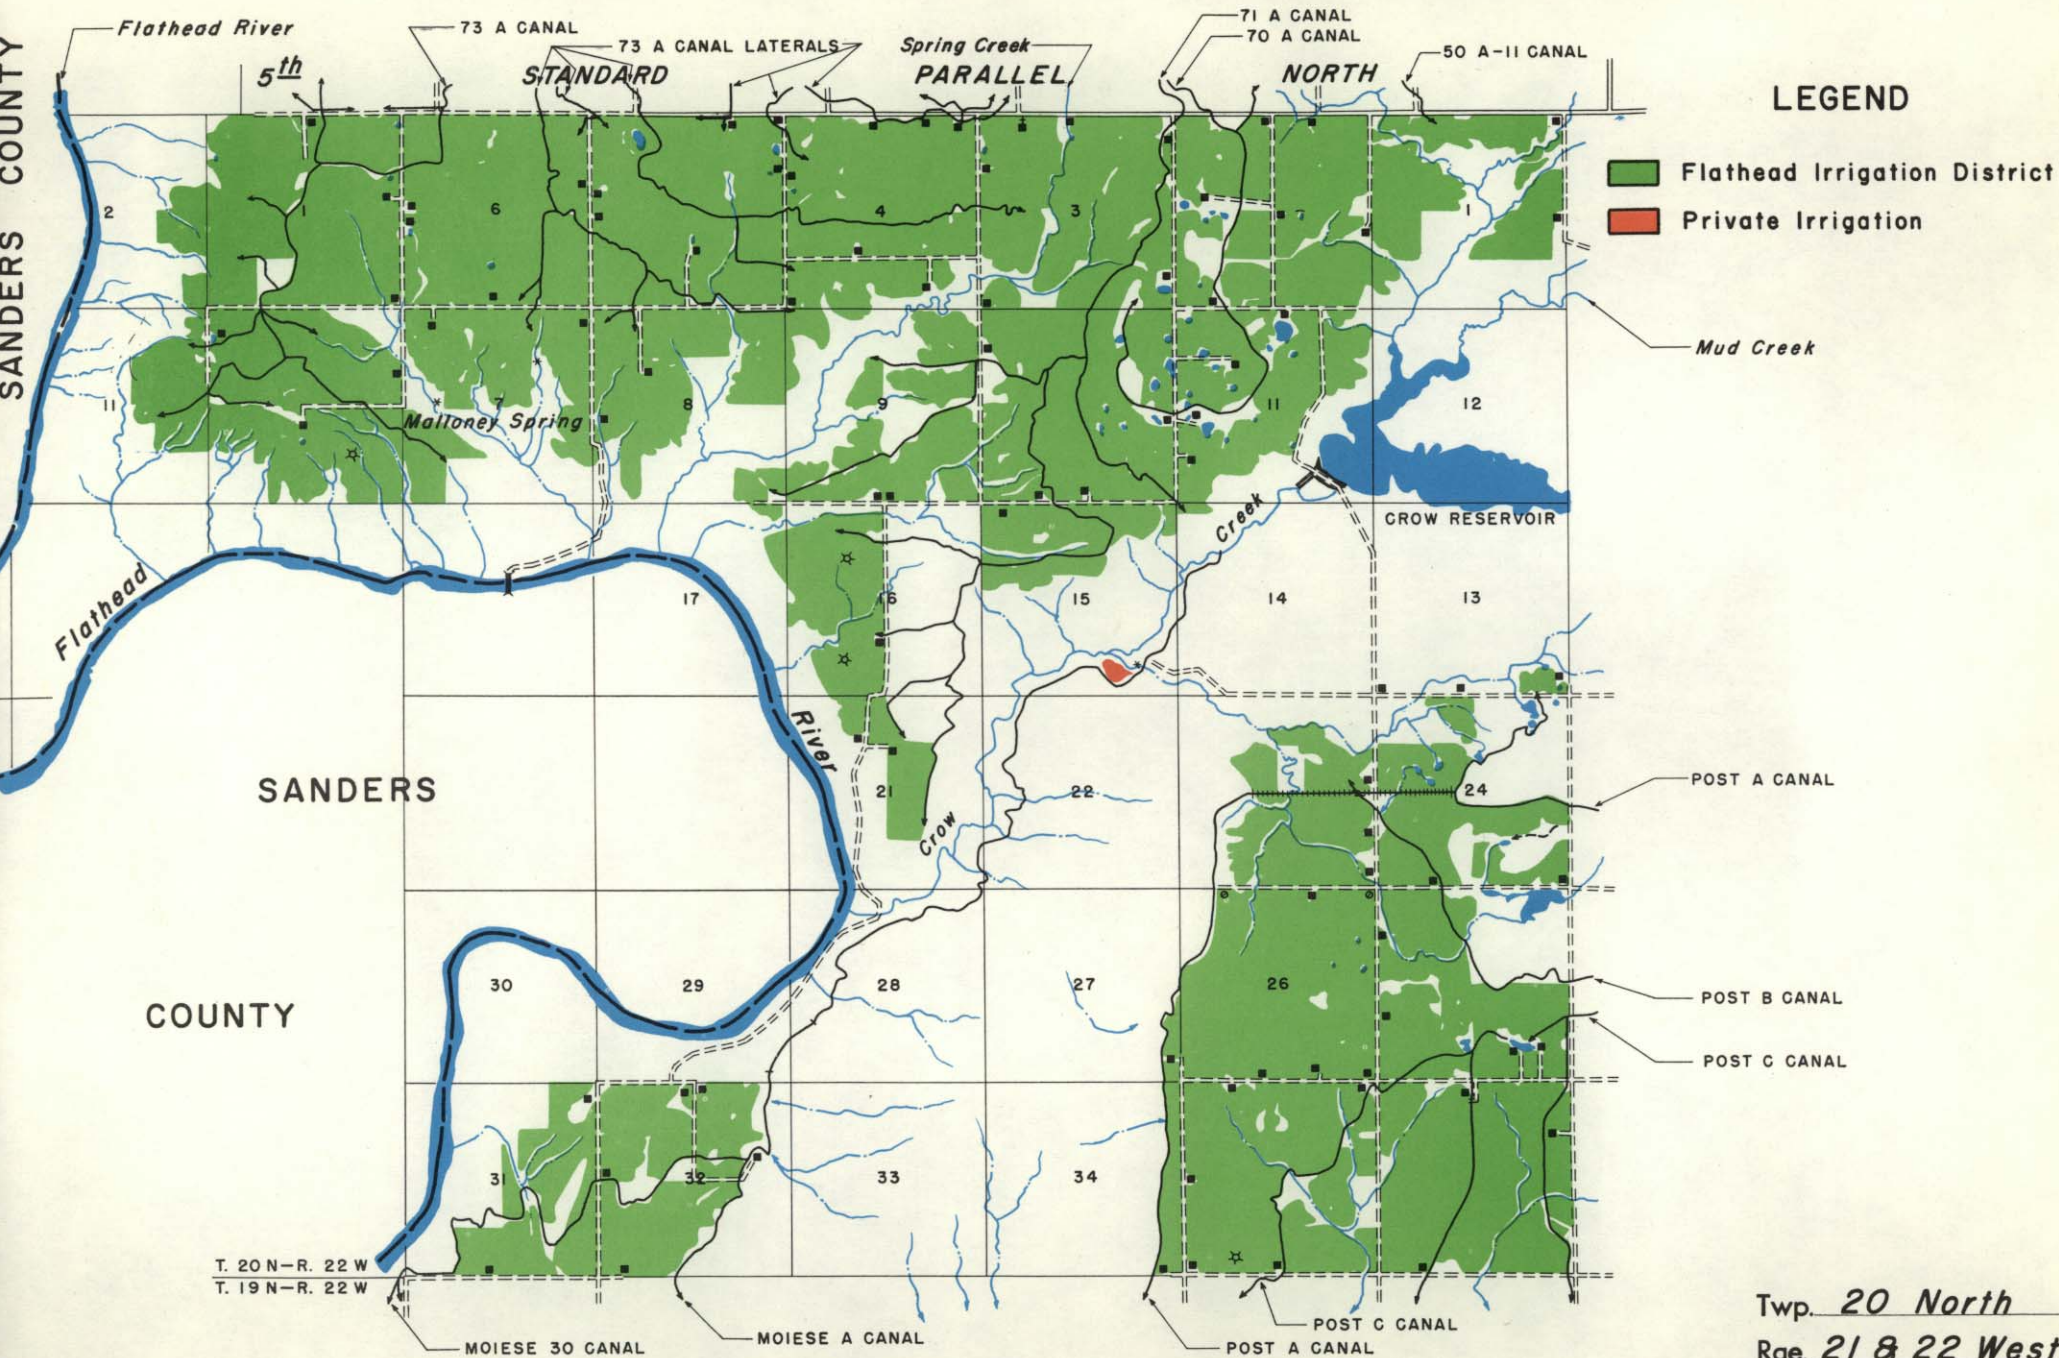 Flathead River
73 A CANAL
73 A CANAL LATERALS
Spring Creek
71 A CANAL
70 A CANAL
50 A-11 CANAL
5th STANDARD PARALLEL NORTH
SANDERS COUNTY
LEGEND
Flathead Irrigation District
Private Irrigation
2 1 6 4 3 1
Mud Creek
11 7 8 9 11 12
Malloney Spring
CROW RESERVOIR
Creek
Flathead
17 16 15 14 13
River
SANDERS
21 22 24
POST A CANAL
Crow
COUNTY
30 29 28 27 26
POST B CANAL
POST C CANAL
31 32 33 34
T. 20 N-R. 22 W
T. 19 N-R. 22 W
MOIESE 30 CANAL
MOIESE A CANAL
POST C CANAL
POST A CANAL
Twp. 20 North
Rge. 21 & 22 West